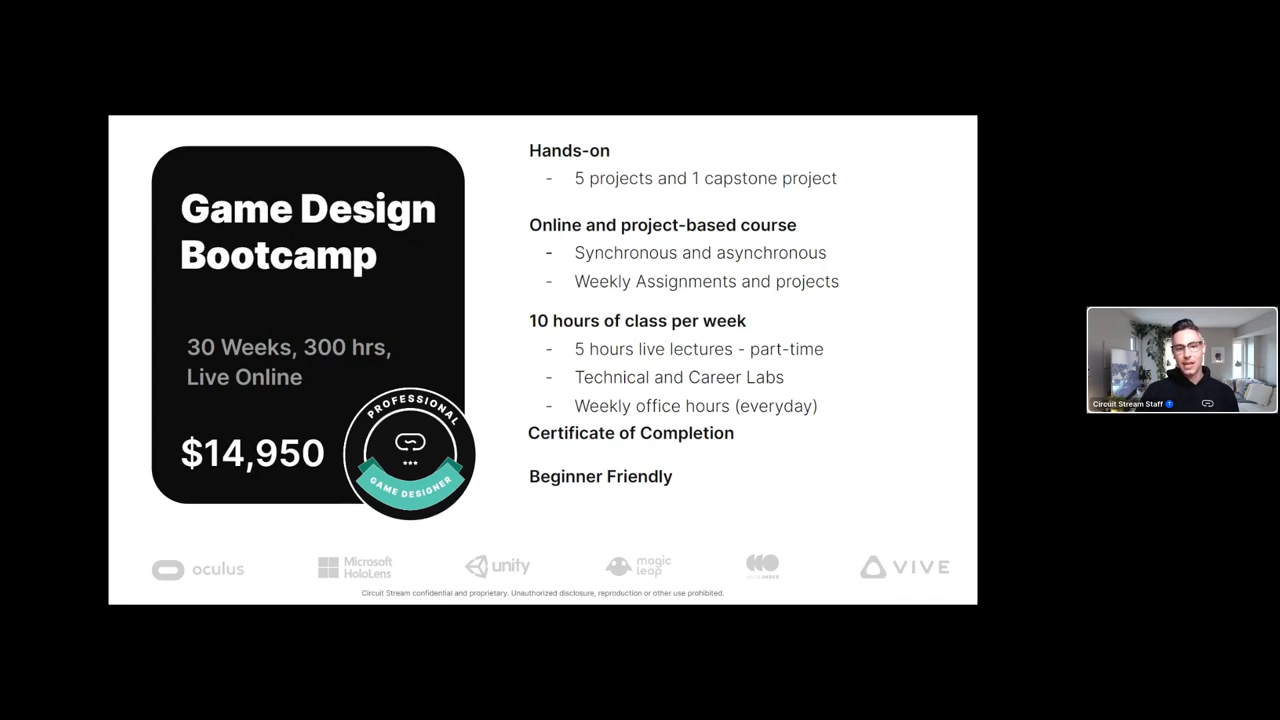 Game Design
Bootcamp
30 Weeks, 300 hrs,
Live Online
$14,950
PROFESSIONAL
GAME DESIGNER
Hands-on
- 5 projects and 1 capstone project
Online and project-based course
- Synchronous and asynchronous
- Weekly Assignments and projects
10 hours of class per week
- 5 hours live lectures - part-time
- Technical and Career Labs
- Weekly office hours (everyday)
Certificate of Completion
Beginner Friendly
oculus
Microsoft
HoloLens
unity
magic
leap
VIVE
Circuit Stream confidential and proprietary. Unauthorized disclosure, reproduction or other use prohibited.
Circuit Stream Staff